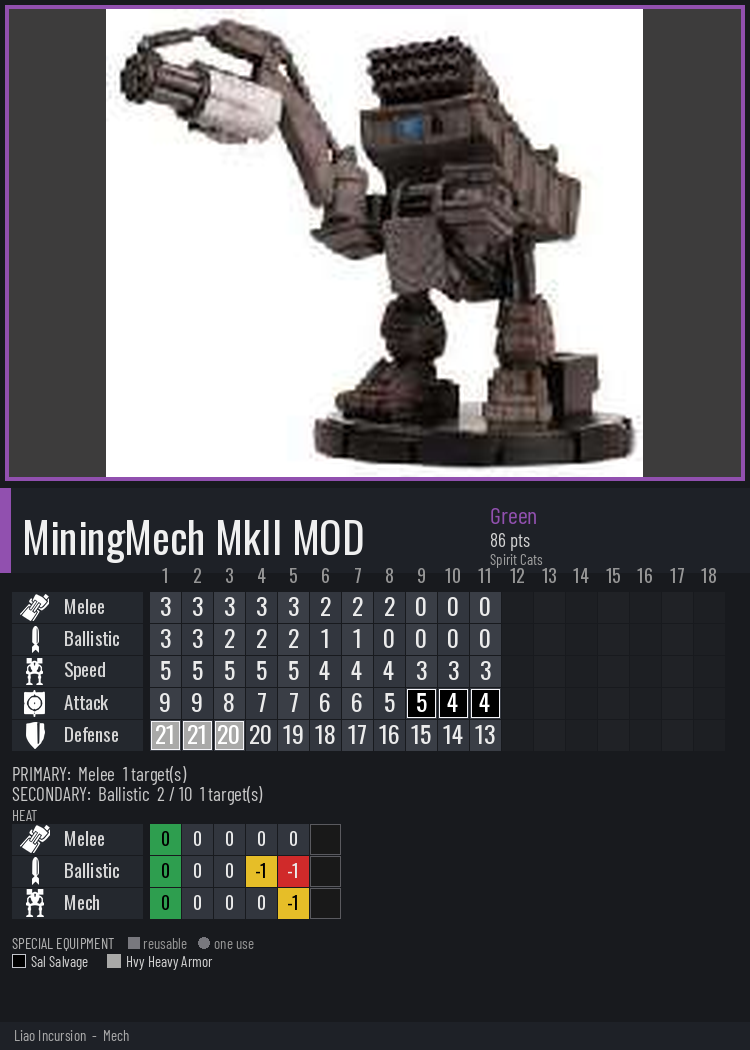 MiningMech MkII MOD
Green
86 pts
Spirit Cats
1 2 3 4 5 6 7 8 9 10 11 12 13 14 15 16 17 18
Melee 3 3 3 3 3 2 2 2 0 0 0
Ballistic 3 3 2 2 2 1 1 0 0 0 0
Speed 5 5 5 5 5 4 4 4 3 3 3
Attack 9 9 8 7 7 6 6 5 5 4 4
Defense 21 21 20 20 19 18 17 16 15 14 13
PRIMARY: Melee 1 target(s)
SECONDARY: Ballistic 2 / 10 1 target(s)
HEAT
Melee 0 0 0 0 0
Ballistic 0 0 0 -1 -1
Mech 0 0 0 0 -1
SPECIAL EQUIPMENT reusable one use
Sal Salvage Hvy Heavy Armor
Liao Incursion - Mech